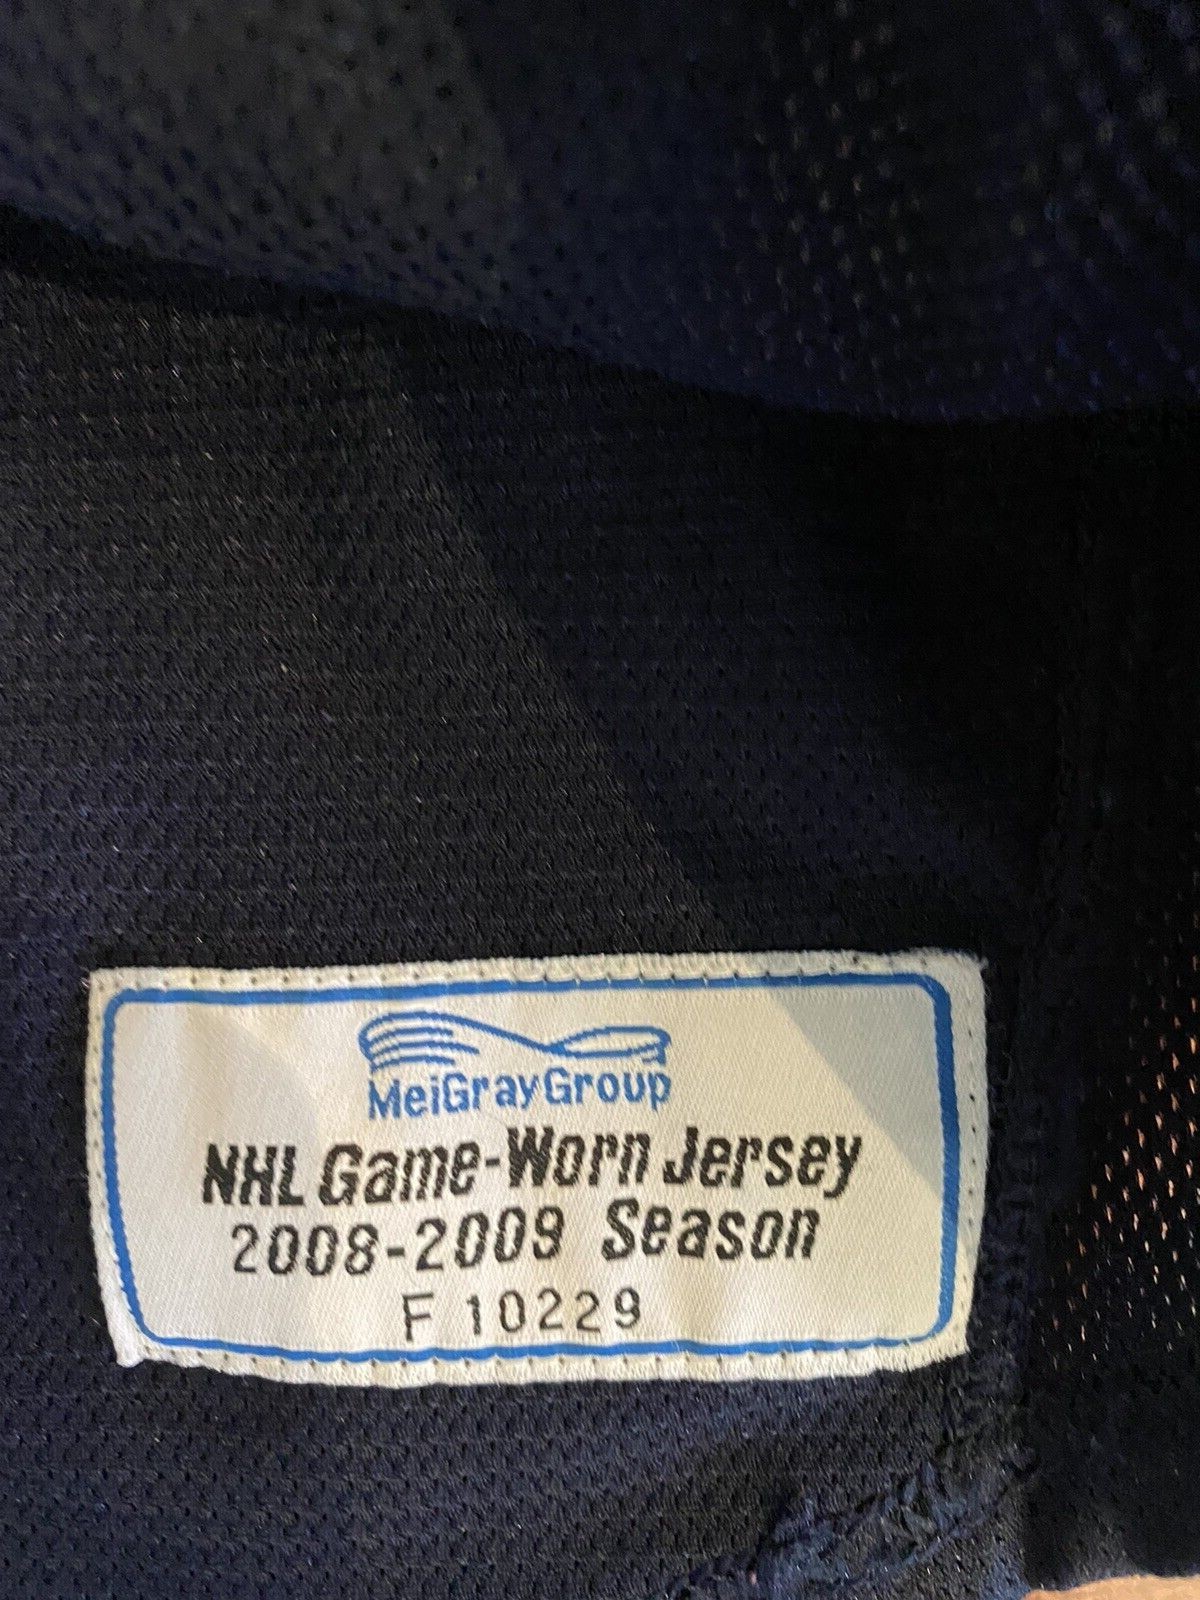 MeiGrayGroup
NHL Game-Worn Jersey
2008-2009 Season
F 10229